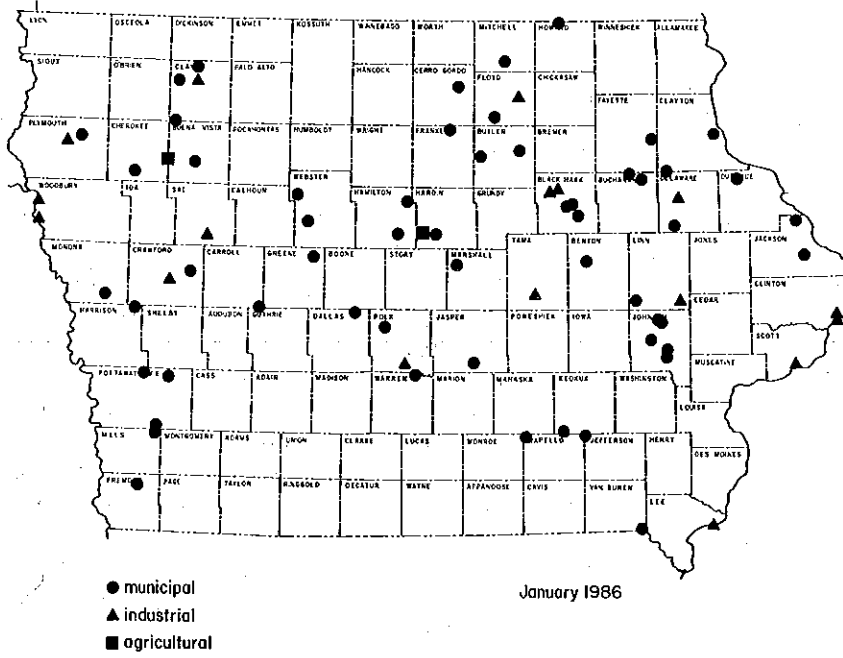 LYON OSCEOLA DICKINSON EMMET KOSSUTH WINNEBAGO WORTH MITCHELL HOWARD WINNESHIEK ALLAMAKEE
SIOUX O'BRIEN CLAY PALO ALTO HANCOCK CERRO GORDO FLOYD CHICKASAW
FAYETTE CLAYTON
PLYMOUTH CHEROKEE BUENA VISTA POCAHONTAS HUMBOLDT WRIGHT FRANKLIN BUTLER BREMER
WOODBURY IDA SAC CALHOUN WEBSTER HAMILTON HARDIN GRUNDY BLACK HAWK BUCHANAN DELAWARE DUBUQUE
MONONA CRAWFORD CARROLL GREENE BOONE STORY MARSHALL TAMA BENTON LINN JONES JACKSON
CLINTON
HARRISON SHELBY AUDUBON GUTHRIE DALLAS POLK JASPER POWESHIEK IOWA JOHNSON CEDAR
SCOTT
MUSCATINE
POTTAWATTAMIE CASS ADAIR MADISON WARREN MARION MAHASKA KEOKUK WASHINGTON
LOUISA
MILLS MONTGOMERY ADAMS UNION CLARKE LUCAS MONROE WAPELLO JEFFERSON HENRY
DES MOINES
FREMONT PAGE TAYLOR RINGGOLD DECATUR WAYNE APPANOOSE DAVIS VAN BUREN
LEE
municipal
January 1986
industrial
agricultural